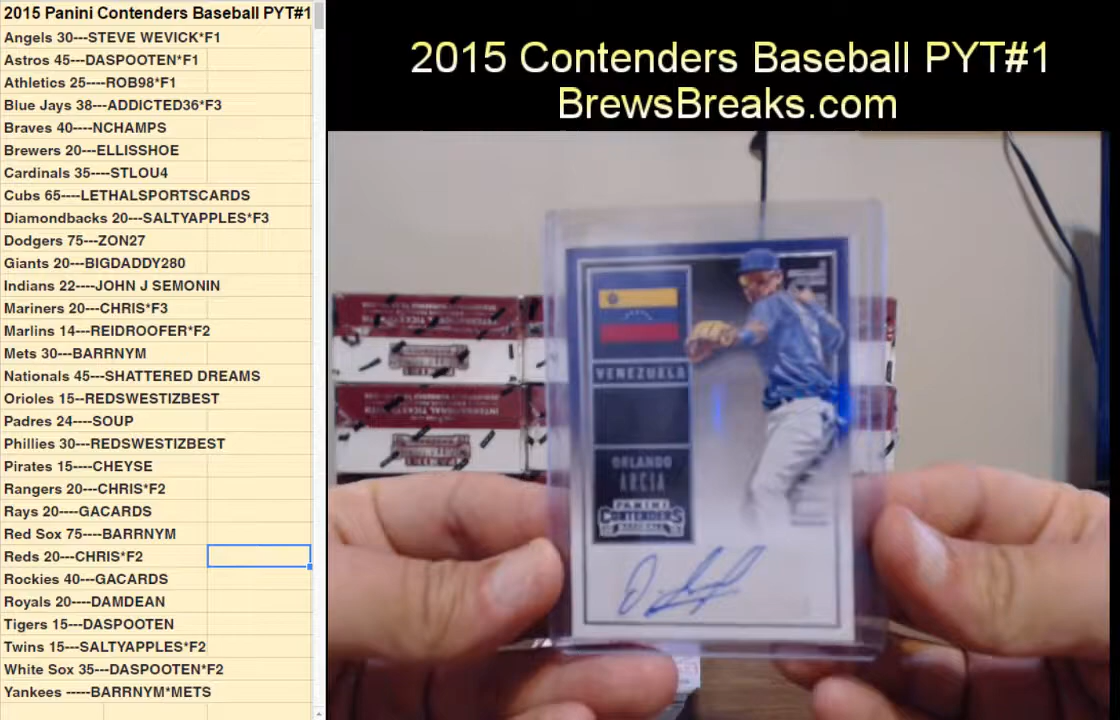 2015 Panini Contenders Baseball PYT#1
Angels 30---STEVE WEVICK*F1
Astros 45---DASPOOTEN*F1
Athletics 25---ROB98*F1
Blue Jays 38---ADDICTED36*F3
Braves 40----NCHAMPS
Brewers 20---ELLISSHOE
Cardinals 35----STLOU4
Cubs 65----LETHALSPORTSCARDS
Diamondbacks 20---SALTYAPPLES*F3
Dodgers 75---ZON27
Giants 20---BIGDADDY280
Indians 22----JOHN J SEMONIN
Mariners 20---CHRIS*F3
Marlins 14---REIDROOFER*F2
Mets 30---BARRNYM
Nationals 45---SHATTERED DREAMS
Orioles 15--REDSWESTIZBEST
Padres 24----SOUP
Phillies 30---REDSWESTIZBEST
Pirates 15----CHEYSE
Rangers 20---CHRIS*F2
Rays 20----GACARDS
Red Sox 75----BARRNYM
Reds 20---CHRIS*F2
Rockies 40---GACARDS
Royals 20----DAMDEAN
Tigers 15---DASPOOTEN
Twins 15---SALTYAPPLES*F2
White Sox 35---DASPOOTEN*F2
Yankees -----BARRNYM*METS
2015 Contenders Baseball PYT#1
BrewsBreaks.com
VENEZUELA
ORLANDO
ARCIA
PANINI
CONTENDERS